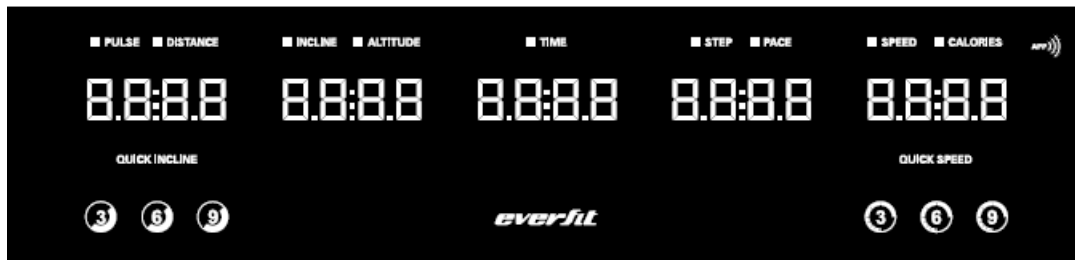 PULSE DISTANCE INCLINE ALTITUDE TIME STEP PACE SPEED CALORIES APP
8.8:8.8 8.8:8.8 8.8:8.8 8.8:8.8 8.8:8.8
QUICK INCLINE QUICK SPEED
3 6 9 everfit 3 6 9